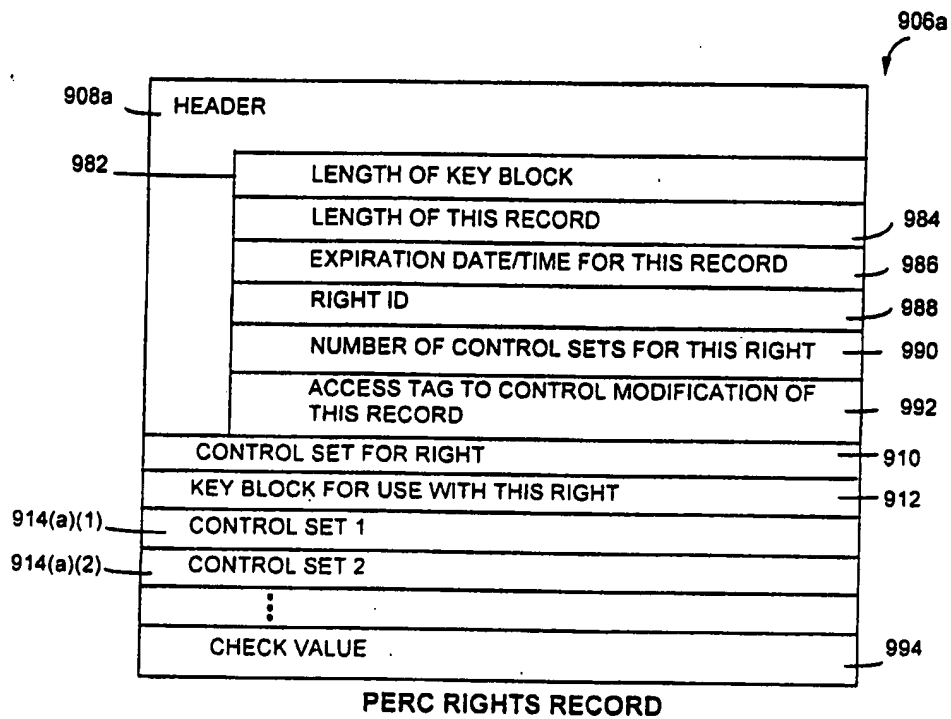 906a
908a
HEADER
982
LENGTH OF KEY BLOCK
LENGTH OF THIS RECORD
984
EXPIRATION DATE/TIME FOR THIS RECORD
986
RIGHT ID
988
NUMBER OF CONTROL SETS FOR THIS RIGHT
990
ACCESS TAG TO CONTROL MODIFICATION OF
THIS RECORD
992
CONTROL SET FOR RIGHT
910
KEY BLOCK FOR USE WITH THIS RIGHT
912
914(a)(1)
CONTROL SET 1
914(a)(2)
CONTROL SET 2
CHECK VALUE
994
PERC RIGHTS RECORD